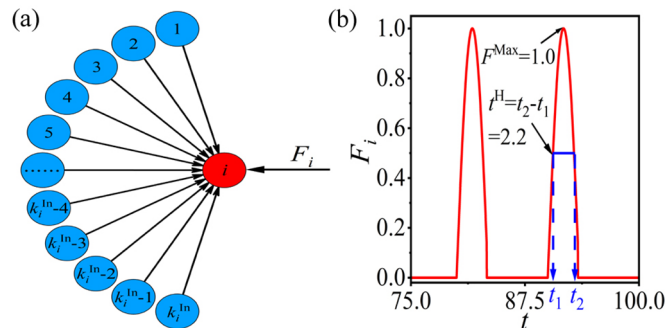 (a)
1
2
3
4
5
......
k_i^In-4
k_i^In-3
k_i^In-2
k_i^In-1
k_i^In
i
F_i
(b)
F_i
1.0
0.8
0.6
0.4
0.2
0.0
F^Max=1.0
t^H=t_2-t_1
=2.2
75.0 87.5 100.0
t_1 t_2
t